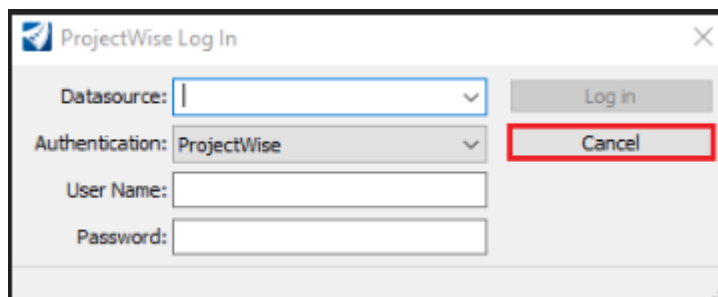 ProjectWise Log In
Datasource:
Log in
Authentication: ProjectWise
Cancel
User Name:
Password: